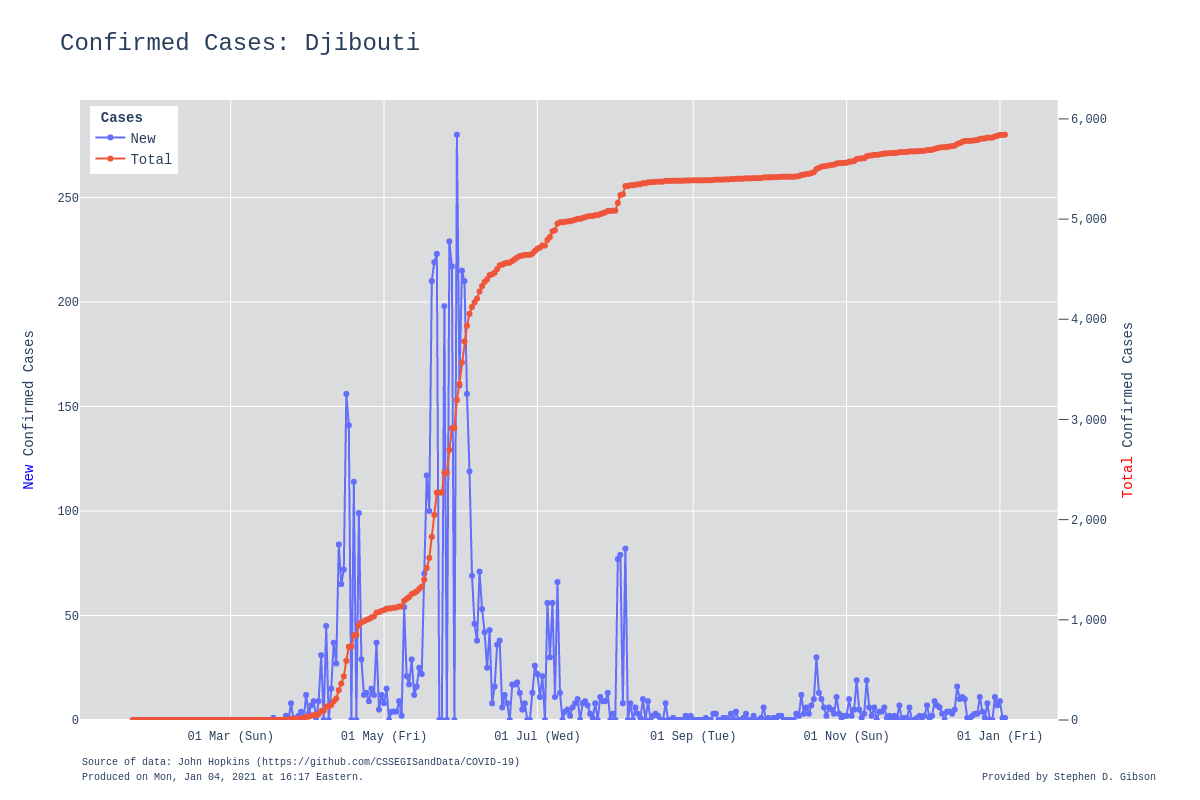 Confirmed Cases: Djibouti
Cases
New
Total
250
200
150
100
50
0
6,000
5,000
4,000
3,000
2,000
1,000
0
New Confirmed Cases
Total Confirmed Cases
01 Mar (Sun)
01 May (Fri)
01 Jul (Wed)
01 Sep (Tue)
01 Nov (Sun)
01 Jan (Fri)
Source of data: John Hopkins (https://github.com/CSSEGISandData/COVID-19)
Produced on Mon, Jan 04, 2021 at 16:17 Eastern.
Provided by Stephen D. Gibson